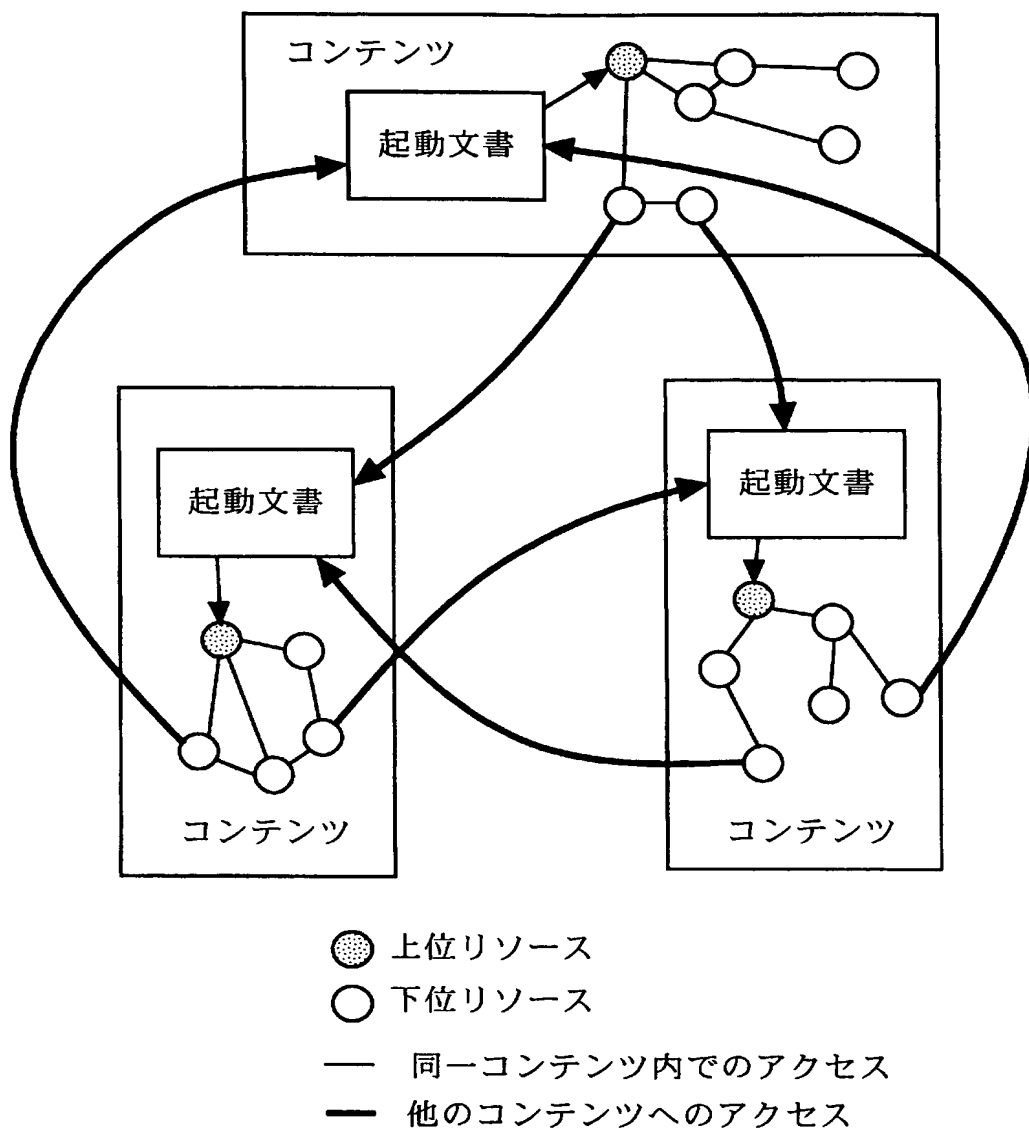 コンテンツ
起動文書
起動文書
起動文書
コンテンツ
コンテンツ
上位リソース
下位リソース
同一コンテンツ内でのアクセス
他のコンテンツへのアクセス